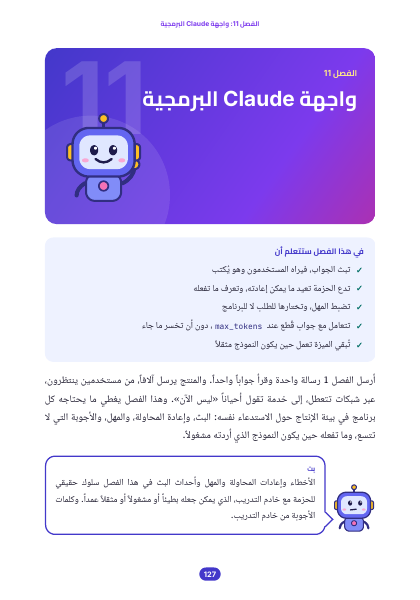 الفصل 11: واجهة Claude البرمجية
11
الفصل 11
واجهة Claude البرمجية
في هذا الفصل ستتعلم أن
✓ تبث الجواب، فيراه المستخدمون وهو يُكتب
✓ تدع الحزمة تعيد ما يمكن إعادته، وتعرف ما تفعله
✓ تضبط المهل، وتختارها للطلب لا للبرنامج
✓ تتعامل مع جواب قُطع عند max_tokens، دون أن تخسر ما جاء
✓ تُبقي الميزة تعمل حين يكون النموذج مثقلاً
أرسل الفصل 1 رسالة واحدة وقرأ جواباً واحداً. والمنتج يرسل آلافاً، من مستخدمين ينتظرون،
عبر شبكات تتعطل، إلى خدمة تقول أحياناً «ليس الآن». وهذا الفصل يغطي ما يحتاجه كل
برنامج في بيئة الإنتاج حول الاستدعاء نفسه: البث، وإعادة المحاولة، والمهل، والأجوبة التي لا
تتسع، وما تفعله حين يكون النموذج الذي أردته مشغولاً.
بت
الأخطاء وإعادات المحاولة والمهل وأحداث البث في هذا الفصل سلوك حقيقي
للحزمة مع خادم التدريب، الذي يمكن جعله بطيئاً أو مشغولاً أو مثقلاً عمداً. وكلمات
الأجوبة من خادم التدريب.
127